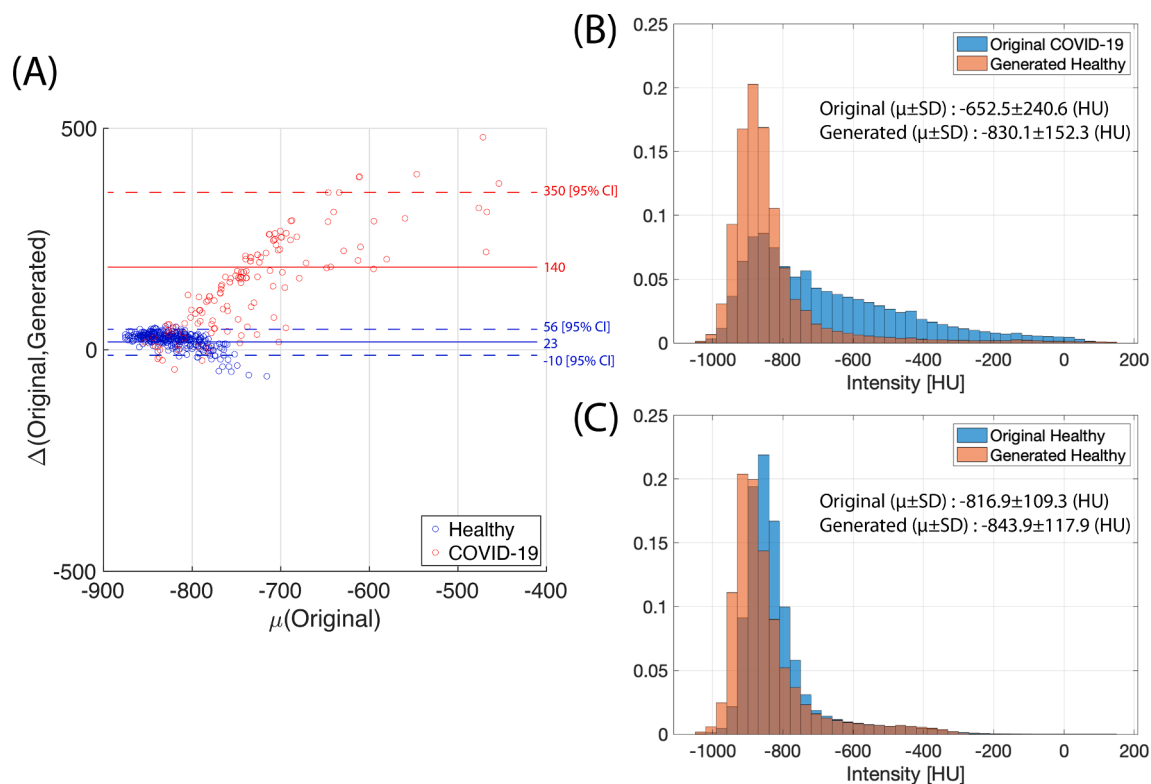 (A)
500
0
-500
Δ(Original,Generated)
350 [95% CI]
140
56 [95% CI]
23
-10 [95% CI]
Healthy
COVID-19
-900
-800
-700
-600
-500
-400
μ(Original)
(B)
0.25
0.2
0.15
0.1
0.05
0
Original COVID-19
Generated Healthy
Original (μ±SD) : -652.5±240.6 (HU)
Generated (μ±SD) : -830.1±152.3 (HU)
-1000
-800
-600
-400
-200
0
200
Intensity [HU]
(C)
0.25
0.2
0.15
0.1
0.05
0
Original Healthy
Generated Healthy
Original (μ±SD) : -816.9±109.3 (HU)
Generated (μ±SD) : -843.9±117.9 (HU)
-1000
-800
-600
-400
-200
0
200
Intensity [HU]